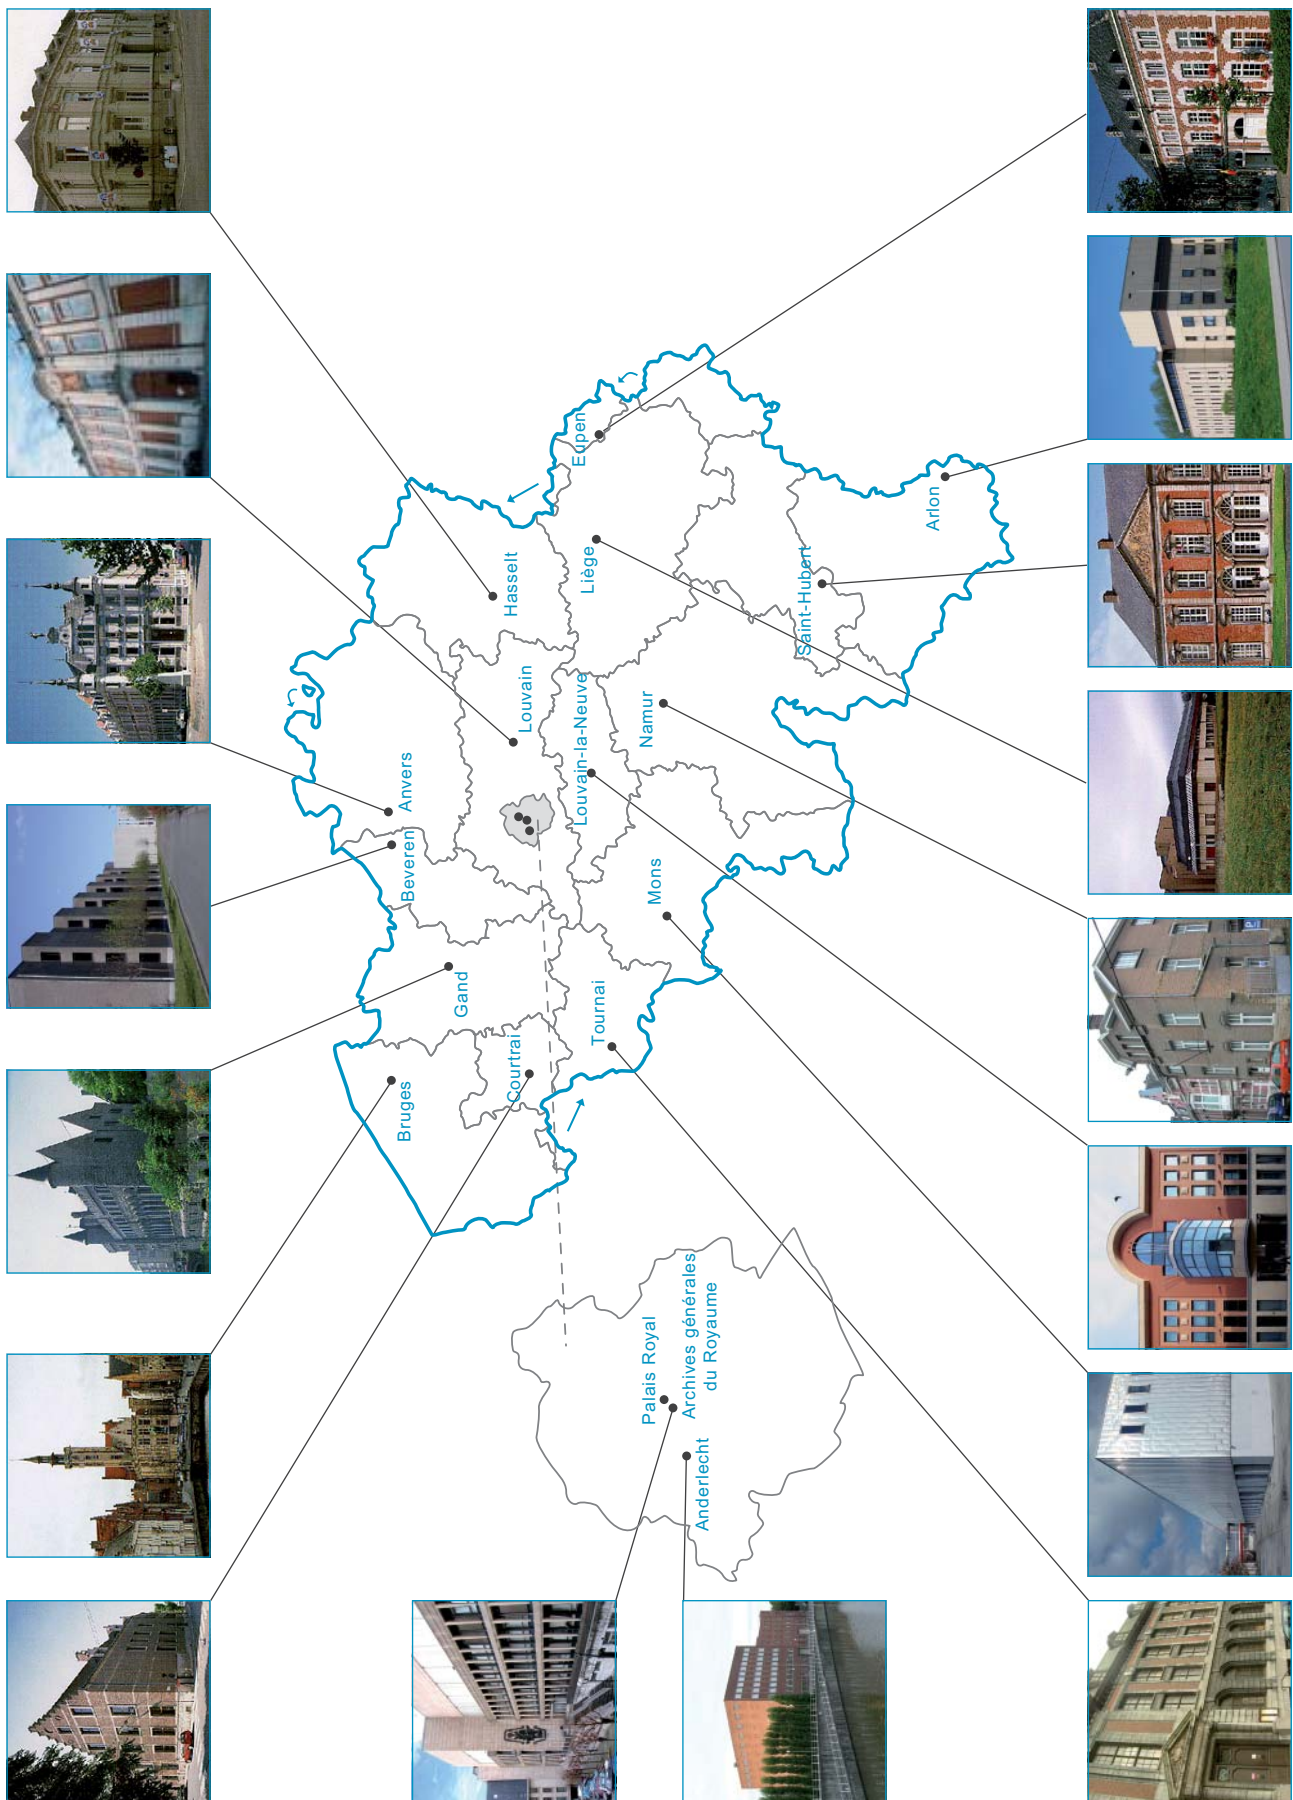 Eupen
Hasselt
Liège
Arlon
Saint-Hubert
Louvain
Louvain-la-Neuve
Namur
Anvers
Beveren
Mons
Gand
Tournai
Courtrai
Bruges
Palais Royal
Archives générales
du Royaume
Anderlecht